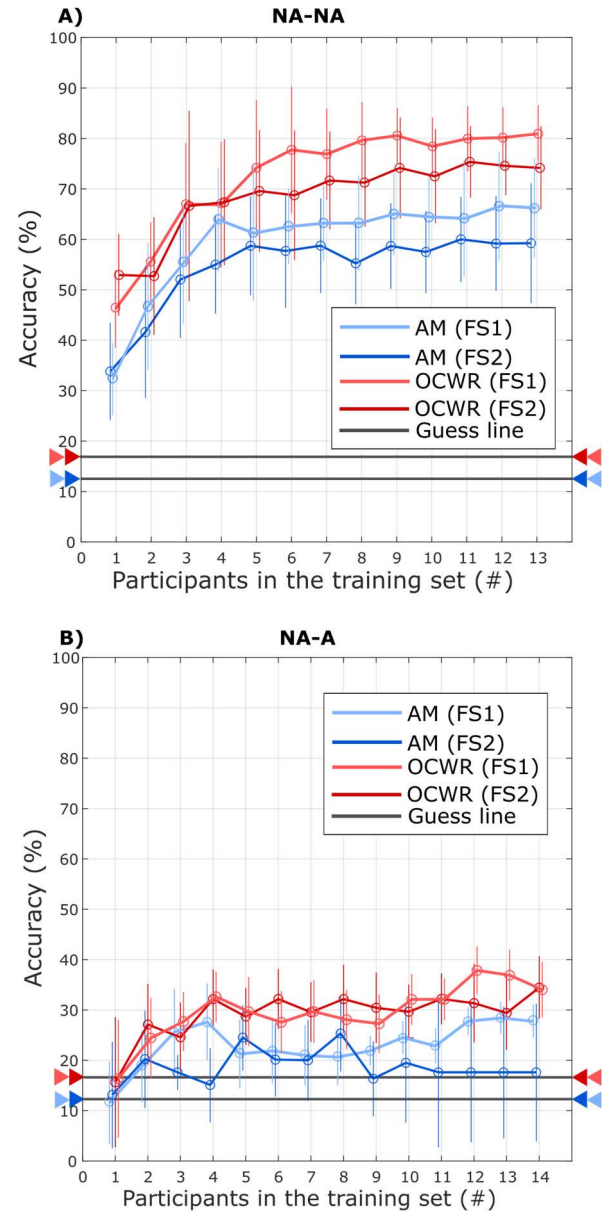 A) NA-NA
100
90
80
70
60
50
40
30
20
10
0
Accuracy (%)
AM (FS1)
AM (FS2)
OCWR (FS1)
OCWR (FS2)
Guess line
0 1 2 3 4 5 6 7 8 9 10 11 12 13
Participants in the training set (#)
B) NA-A
100
90
80
70
60
50
40
30
20
10
0
Accuracy (%)
AM (FS1)
AM (FS2)
OCWR (FS1)
OCWR (FS2)
Guess line
0 1 2 3 4 5 6 7 8 9 10 11 12 13 14
Participants in the training set (#)